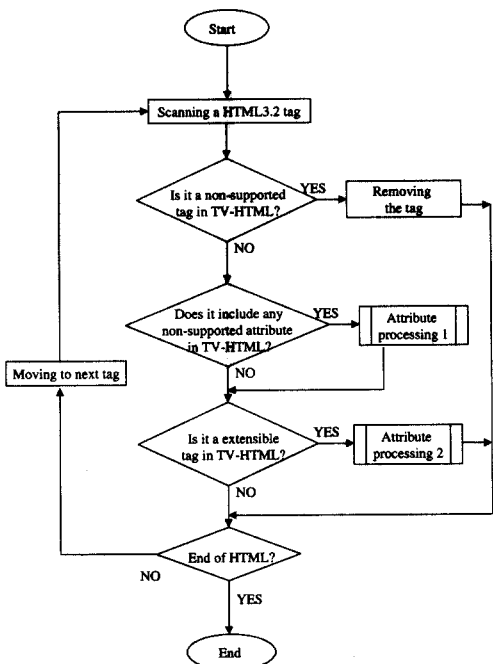 Start
Scanning a HTML3.2 tag
Is it a non-supported
tag in TV-HTML?
YES
Removing
the tag
NO
Does it include any
non-supported attribute
in TV-HTML?
YES
Attribute
processing 1
NO
Moving to next tag
Is it a extensible
tag in TV-HTML?
YES
Attribute
processing 2
NO
End of HTML?
NO
YES
End